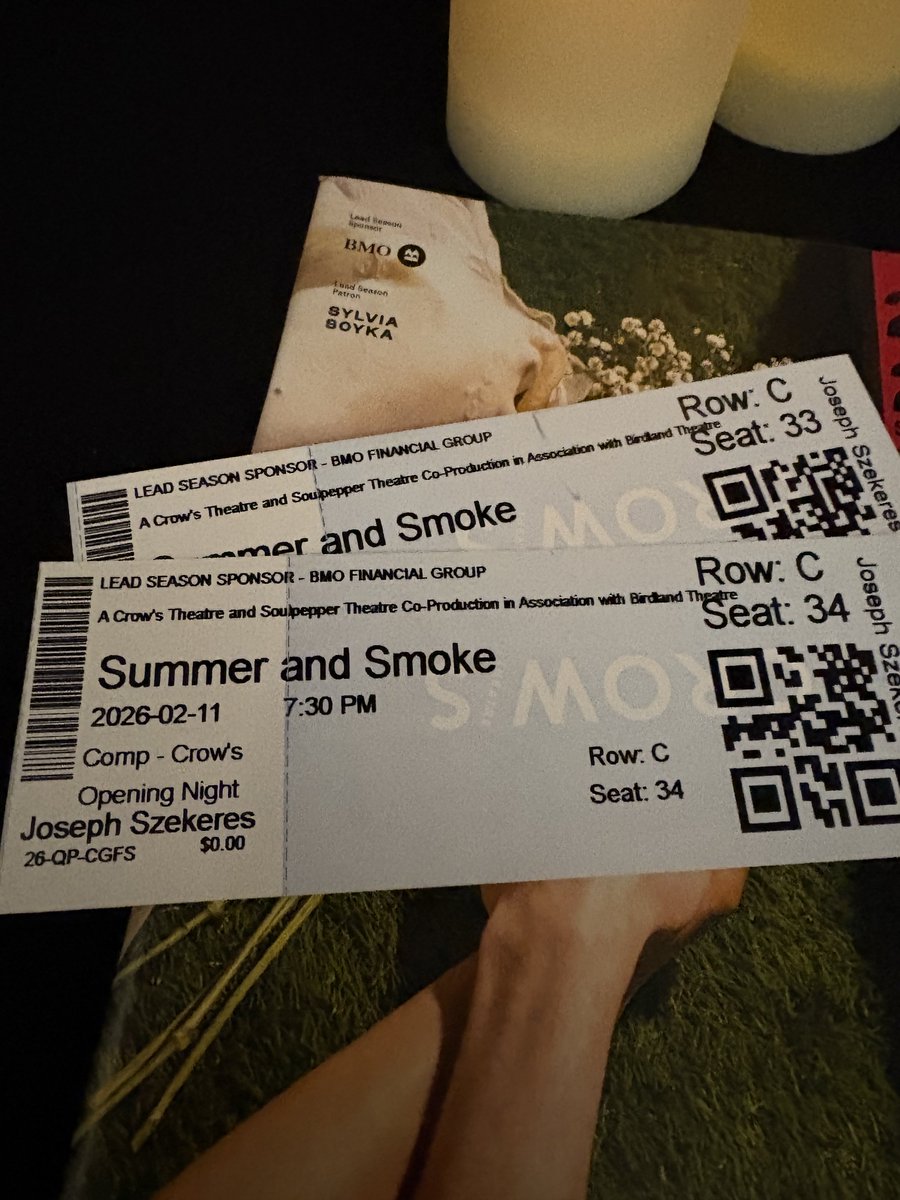 Lead Season
Sponsor
BMO
Lead Season
Patron
SYLVIA
SOYKA
LEAD SEASON SPONSOR - BMO FINANCIAL GROUP
A Crow's Theatre and Soulpepper Theatre Co-Production in Association with Birdland Theatre
Summer and Smoke
Row: C
Seat: 33
Joseph Szekeres
ROW'S
LEAD SEASON SPONSOR - BMO FINANCIAL GROUP
A Crow's Theatre and Soulpepper Theatre Co-Production in Association with Birdland Theatre
Summer and Smoke
2026-02-11 7:30 PM
Comp - Crow's
Opening Night
Joseph Szekeres
26-QP-CGFS $0.00
Row: C
Seat: 34
Row: C
Seat: 34
Joseph Szeker
ROW'S